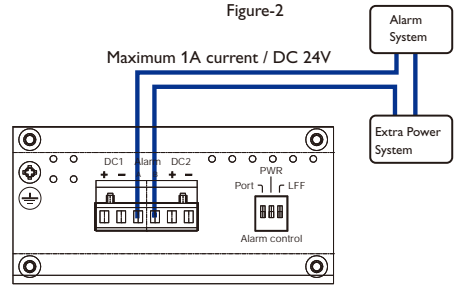 Figure-2
Alarm
System
Maximum 1A current / DC 24V
Extra Power
System
DC1 Alarm DC2
+ − A B + −
PWR
Port LFF
Alarm control